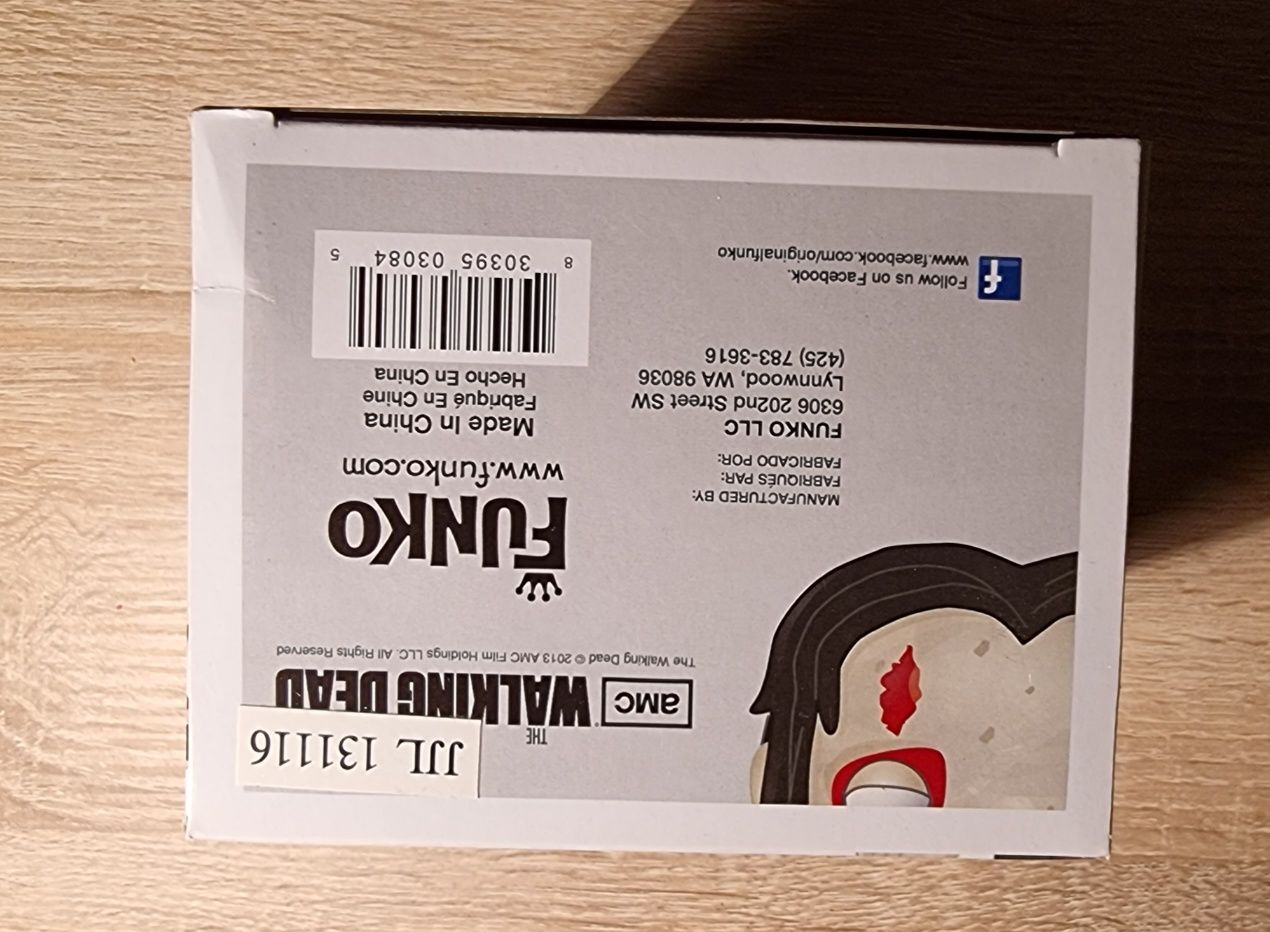 JJL 131116
amc THE WALKING DEAD
The Walking Dead © 2013 AMC Film Holdings LLC. All Rights Reserved
FUNKO
www.funko.com
Made In China
Fabriqué En Chine
Hecho En China
8 30395 03084 5
MANUFACTURED BY:
FABRIQUÉS PAR:
FABRICADO POR:
FUNKO LLC
6306 202nd Street SW
Lynnwood, WA 98036
(425) 783-3616
f
Follow us on Facebook.
www.facebook.com/originalfunko